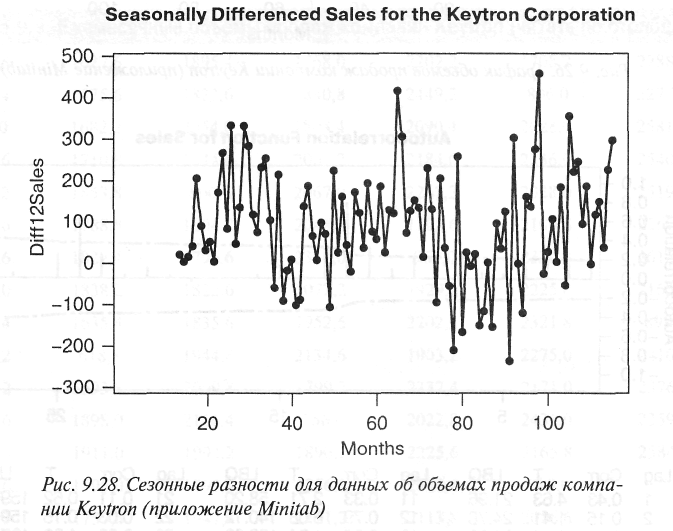 Seasonally Differenced Sales for the Keytron Corporation
500
400
300
200
100
0
−100
−200
−300
Diff12Sales
20 40 60 80 100
Months
Рис. 9.28. Сезонные разности для данных об объемах продаж компа-
нии Keytron (приложение Minitab)